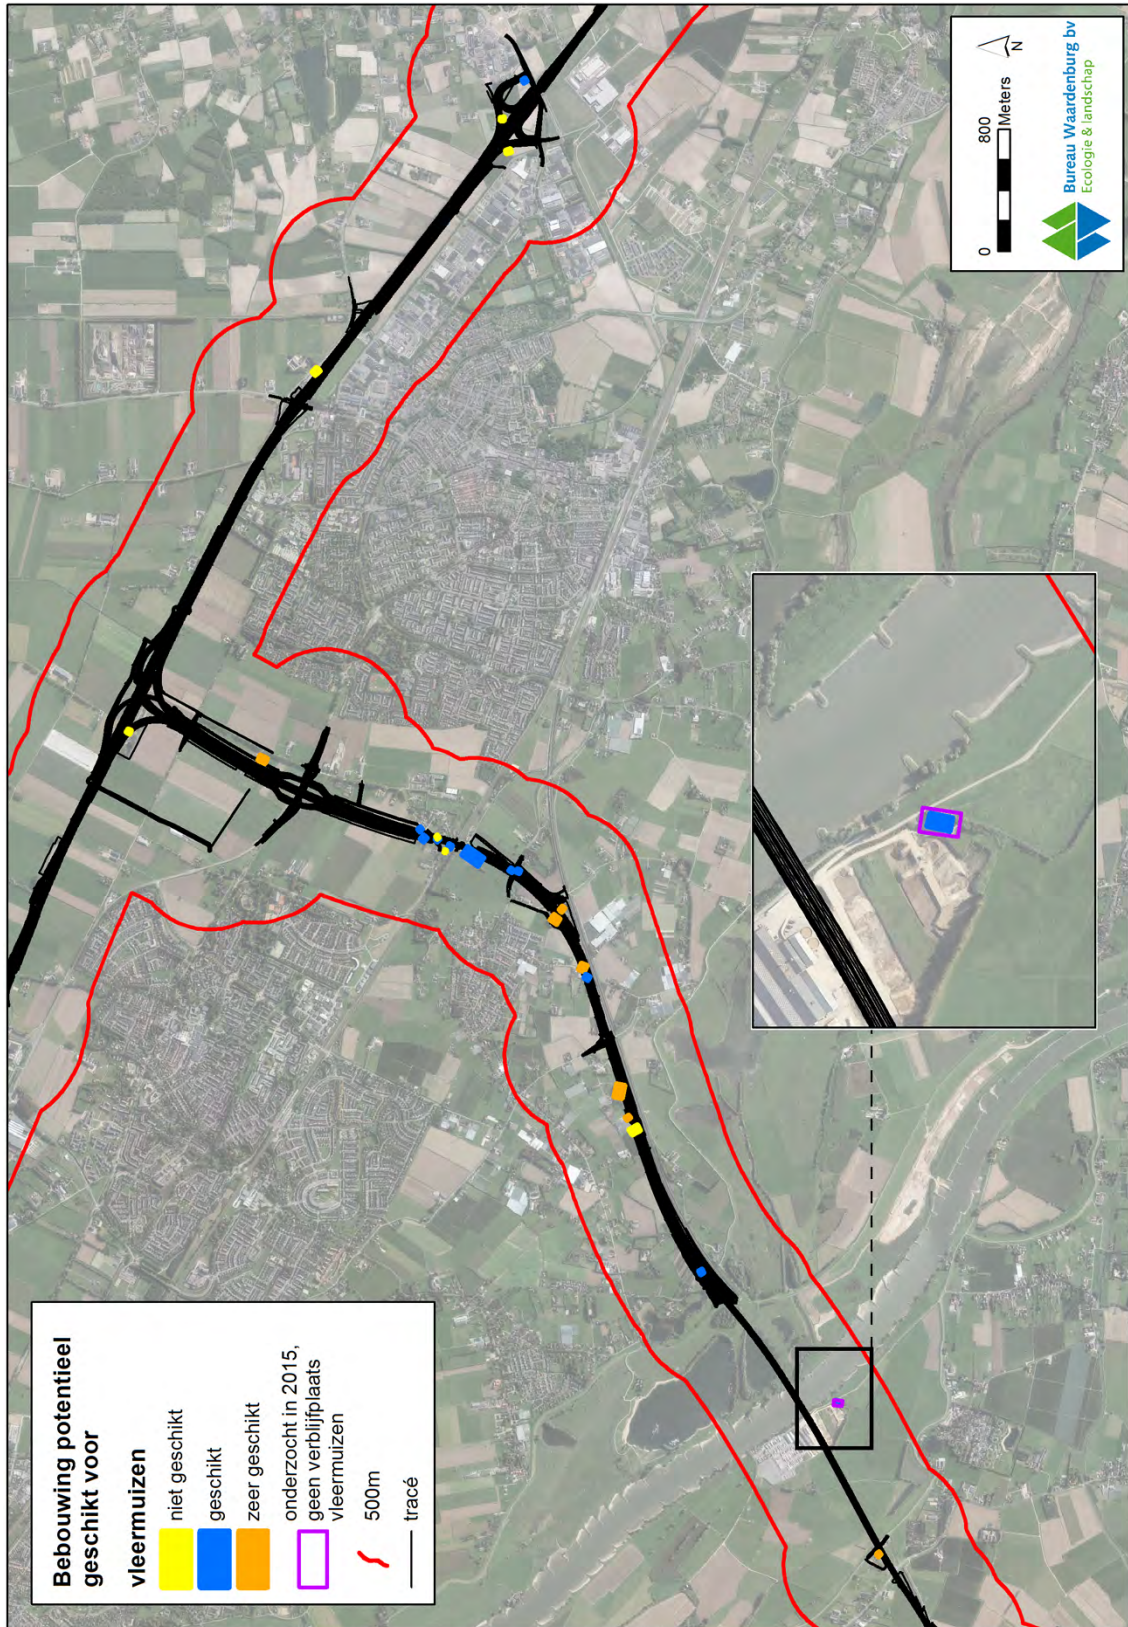 Bebouwing potentieel
geschikt voor
vleermuizen
niet geschikt
geschikt
zeer geschikt
onderzocht in 2015,
geen verblijfplaats
vleermuizen
500m
tracé
0
800
Meters
N
Bureau Waardenburg bv
Ecologie & landschap